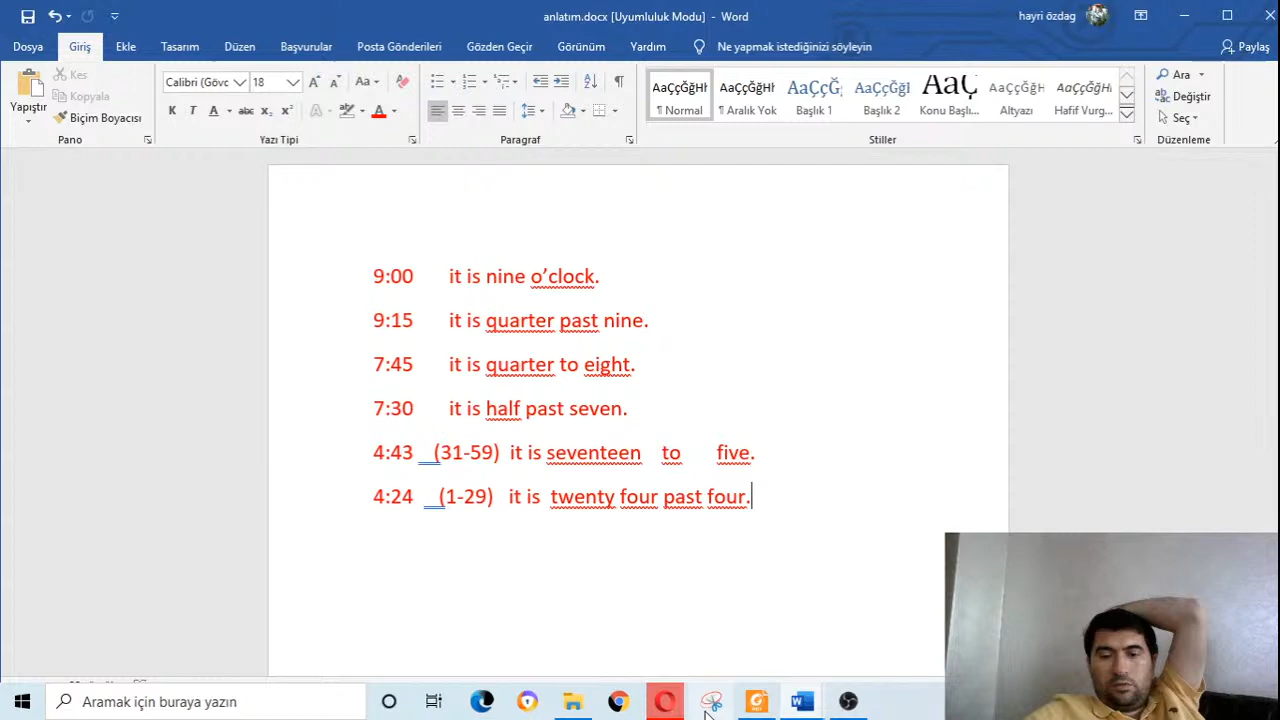 anlatım.docx [Uyumluluk Modu] - Word
hayri özdag
Dosya Giriş Ekle Tasarım Düzen Başvurular Posta Gönderileri Gözden Geçir Görünüm Yardım Ne yapmak istediğinizi söyleyin Paylaş
Yapıştır
Kes
Kopyala
Biçim Boyacısı
Pano
Calibri (Gövc 18
Yazı Tipi
Paragraf
AaÇçĞğHł AaÇçĞğHł AaÇçĞ AaÇçĞğl AaÇ AaÇçĞğH AaÇçĞğHı
¶ Normal ¶ Aralık Yok Başlık 1 Başlık 2 Konu Başlı... Altyazı Hafif Vurg...
Stiller
Ara
Değiştir
Seç
Düzenleme
9:00 it is nine o’clock.
9:15 it is quarter past nine.
7:45 it is quarter to eight.
7:30 it is half past seven.
4:43 (31-59) it is seventeen to five.
4:24 (1-29) it is twenty four past four.
Aramak için buraya yazın